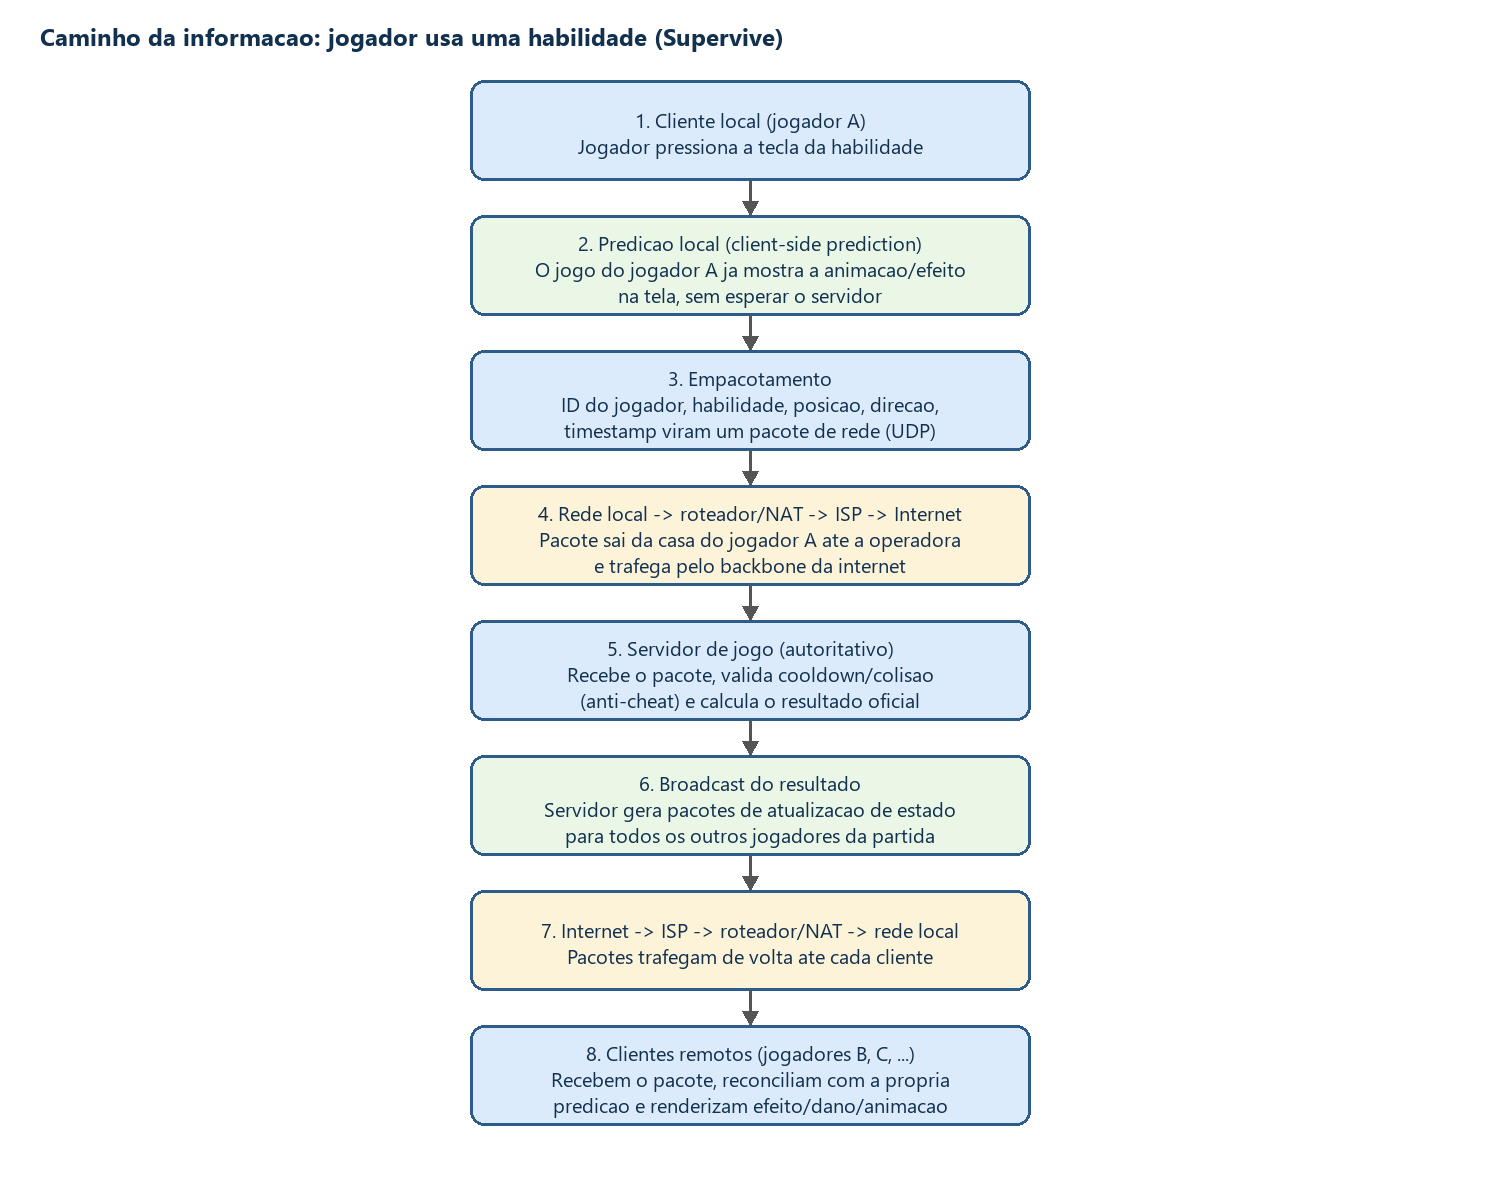 Caminho da informacao: jogador usa uma habilidade (Supervive)
1. Cliente local (jogador A)
Jogador pressiona a tecla da habilidade
2. Predicao local (client-side prediction)
O jogo do jogador A ja mostra a animacao/efeito
na tela, sem esperar o servidor
3. Empacotamento
ID do jogador, habilidade, posicao, direcao,
timestamp viram um pacote de rede (UDP)
4. Rede local -> roteador/NAT -> ISP -> Internet
Pacote sai da casa do jogador A ate a operadora
e trafega pelo backbone da internet
5. Servidor de jogo (autoritativo)
Recebe o pacote, valida cooldown/colisao
(anti-cheat) e calcula o resultado oficial
6. Broadcast do resultado
Servidor gera pacotes de atualizacao de estado
para todos os outros jogadores da partida
7. Internet -> ISP -> roteador/NAT -> rede local
Pacotes trafegam de volta ate cada cliente
8. Clientes remotos (jogadores B, C, ...)
Recebem o pacote, reconciliam com a propria
predicao e renderizam efeito/dano/animacao